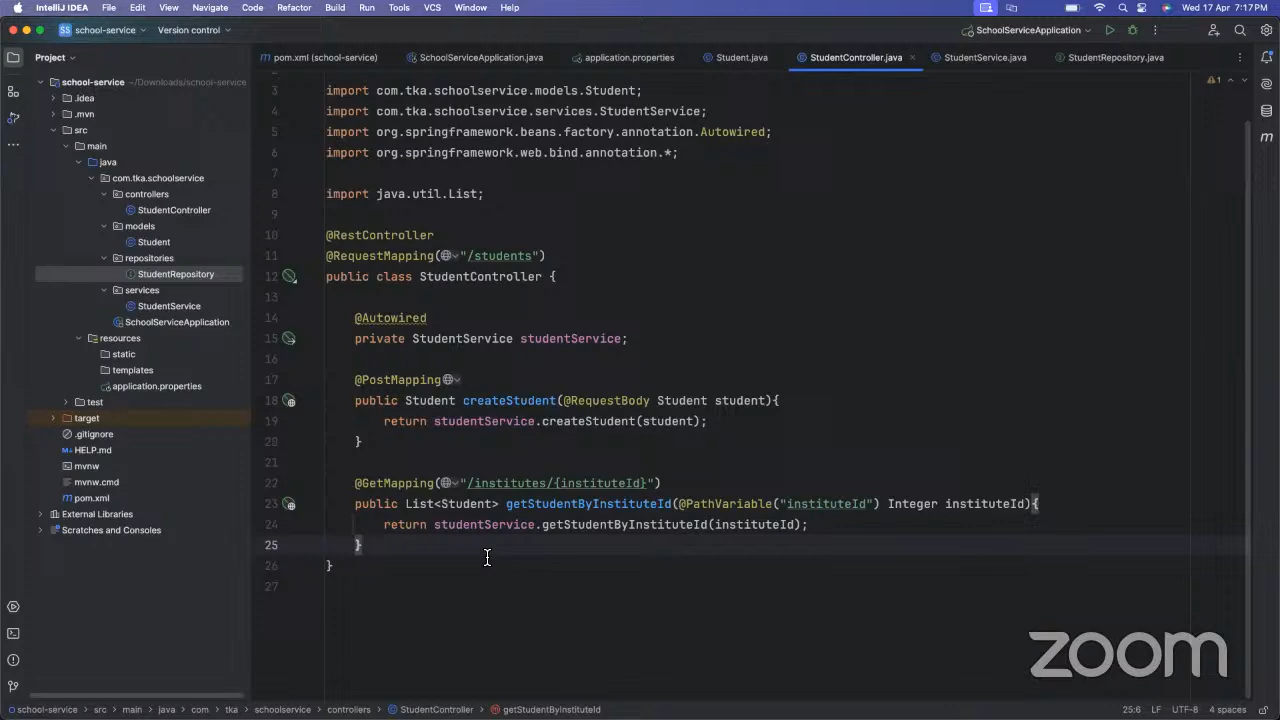 IntelliJ IDEA File Edit View Navigate Code Refactor Build Run Tools VCS Window Help Wed 17 Apr 7:17 PM
SS school-service Version control SchoolServiceApplication
Project
pom.xml (school-service) SchoolServiceApplication.java application.properties Student.java StudentController.java StudentService.java StudentRepository.java
school-service ~/Downloads/school-service
.idea
.mvn
src
main
java
com.tka.schoolservice
controllers
StudentController
models
Student
repositories
StudentRepository
services
StudentService
SchoolServiceApplication
resources
static
templates
application.properties
test
target
.gitignore
HELP.md
mvnw
mvnw.cmd
pom.xml
External Libraries
Scratches and Consoles
1
3 import com.tka.schoolservice.models.Student;
4 import com.tka.schoolservice.services.StudentService;
5 import org.springframework.beans.factory.annotation.Autowired;
6 import org.springframework.web.bind.annotation.*;
7
8 import java.util.List;
9
10 @RestController
11 @RequestMapping("/students")
12 public class StudentController {
13
14 @Autowired
15 private StudentService studentService;
16
17 @PostMapping
18 public Student createStudent(@RequestBody Student student){
19 return studentService.createStudent(student);
20 }
21
22 @GetMapping("/institutes/{instituteId}")
23 public List<Student> getStudentByInstituteId(@PathVariable("instituteId") Integer instituteId){
24 return studentService.getStudentByInstituteId(instituteId);
25 }
26 }
27
zoom
school-service > src > main > java > com > tka > schoolservice > controllers > StudentController > getStudentByInstituteId 25:6 LF UTF-8 4 spaces